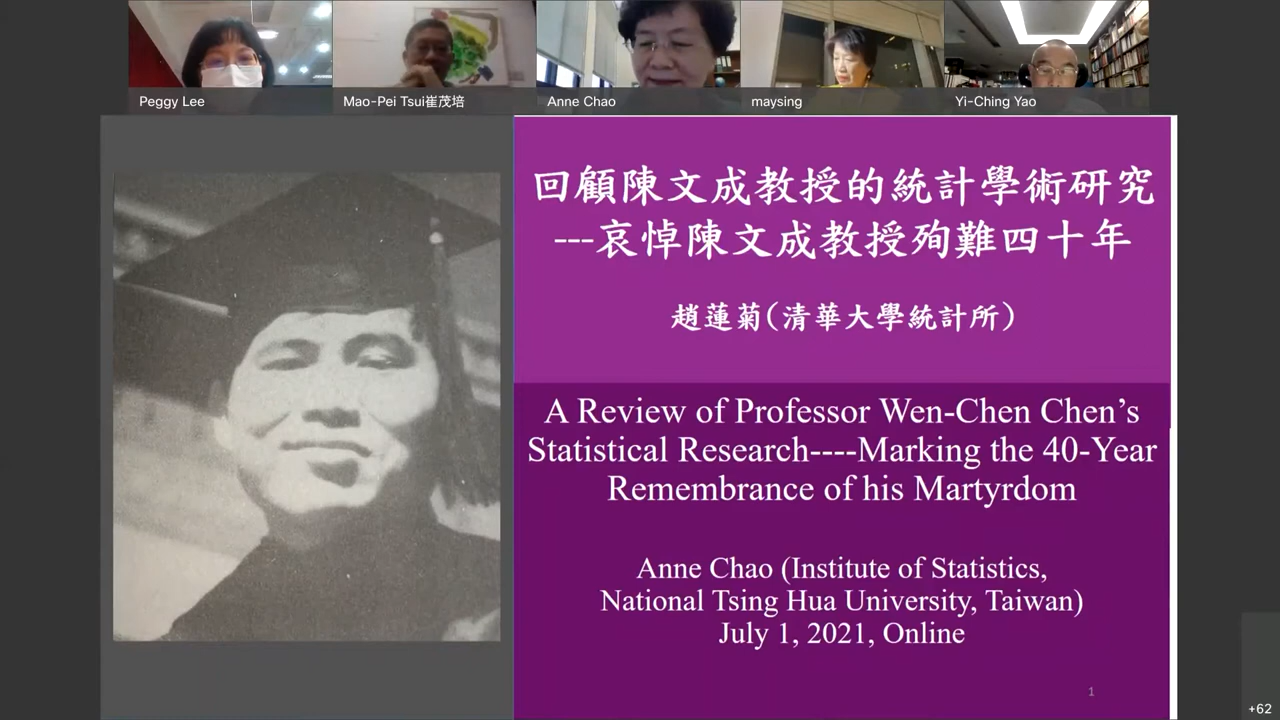 Peggy Lee
Mao-Pei Tsui崔茂培
Anne Chao
maysing
Yi-Ching Yao
回顧陳文成教授的統計學術研究
---哀悼陳文成教授殉難四十年
趙蓮菊(清華大學統計所)
A Review of Professor Wen-Chen Chen’s
Statistical Research----Marking the 40-Year
Remembrance of his Martyrdom
Anne Chao (Institute of Statistics,
National Tsing Hua University, Taiwan)
July 1, 2021, Online
1
+62